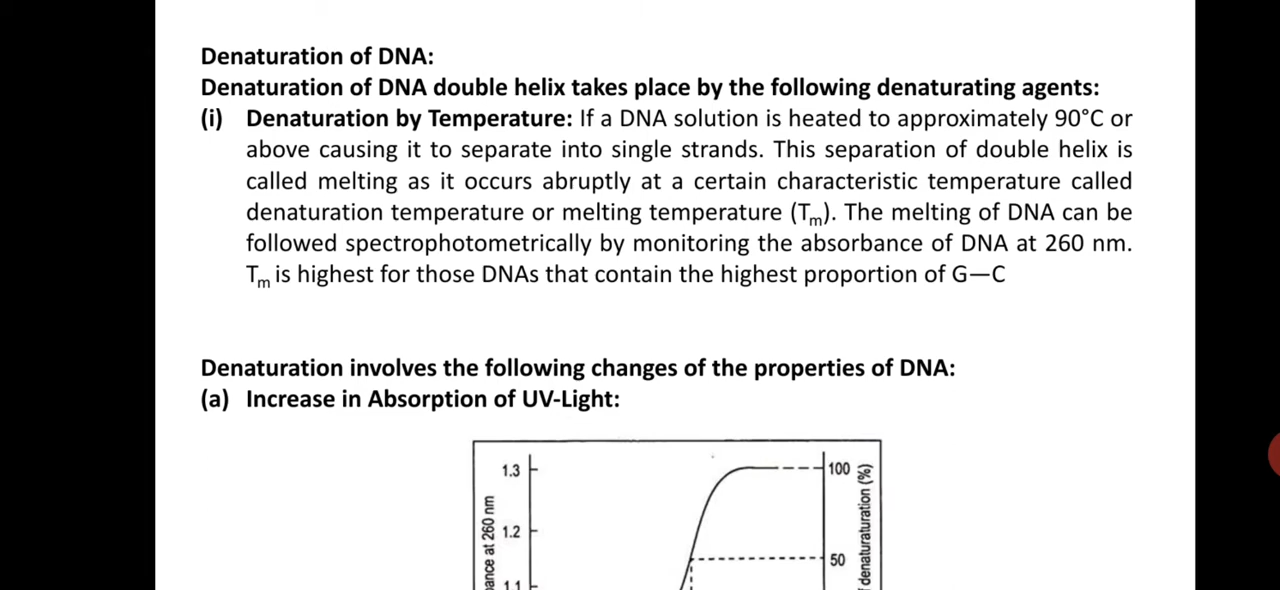 Denaturation of DNA:
Denaturation of DNA double helix takes place by the following denaturating agents:
(i) Denaturation by Temperature: If a DNA solution is heated to approximately 90°C or
above causing it to separate into single strands. This separation of double helix is
called melting as it occurs abruptly at a certain characteristic temperature called
denaturation temperature or melting temperature (Tm). The melting of DNA can be
followed spectrophotometrically by monitoring the absorbance of DNA at 260 nm.
Tm is highest for those DNAs that contain the highest proportion of G—C
Denaturation involves the following changes of the properties of DNA:
(a) Increase in Absorption of UV-Light:
1.3
1.2
1.1
at 260 nm
100
50
denaturaturation (%)